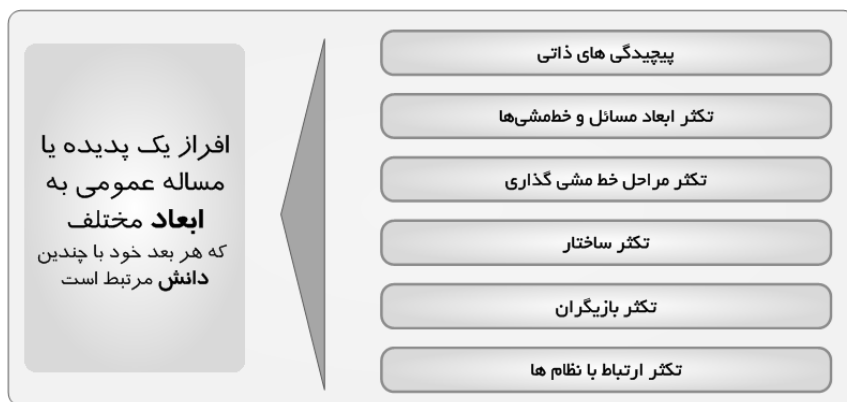 پیچیدگی های ذاتی
تکثر ابعاد مسائل و خط‌مشی‌ها
تکثر مراحل خط مشی گذاری
تکثر ساختار
تکثر بازیگران
تکثر ارتباط با نظام ها
افراز یک پدیده یا
مساله عمومی به
ابعاد مختلف
که هر بعد خود با چندین
دانش مرتبط است